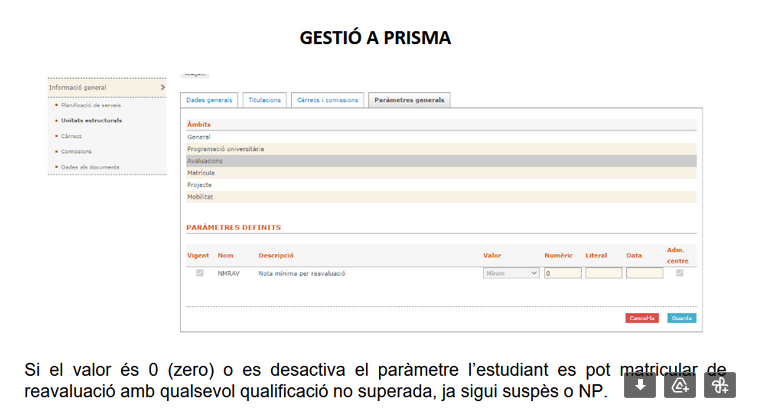 GESTIÓ A PRISMA
Informació general
Planificació de serveis
Unitats estructurals
Càrrecs
Comissions
Dades als documents
Dades generals Titulacions Càrrecs i comissions Paràmetres generals
Àmbits
General
Programació universitària
Avaluacions
Matrícula
Projecte
Mobilitat
PARÀMETRES DEFINITS
Vigent Nom Descripció Valor Numèric Literal Data Adm. centre
NMRAV Nota mínima per reavaluació Mínim 0
Cancel·la Guarda
Si el valor és 0 (zero) o es desactiva el paràmetre l’estudiant es pot matricular de
reavaluació amb qualsevol qualificació no superada, ja sigui suspès o NP.